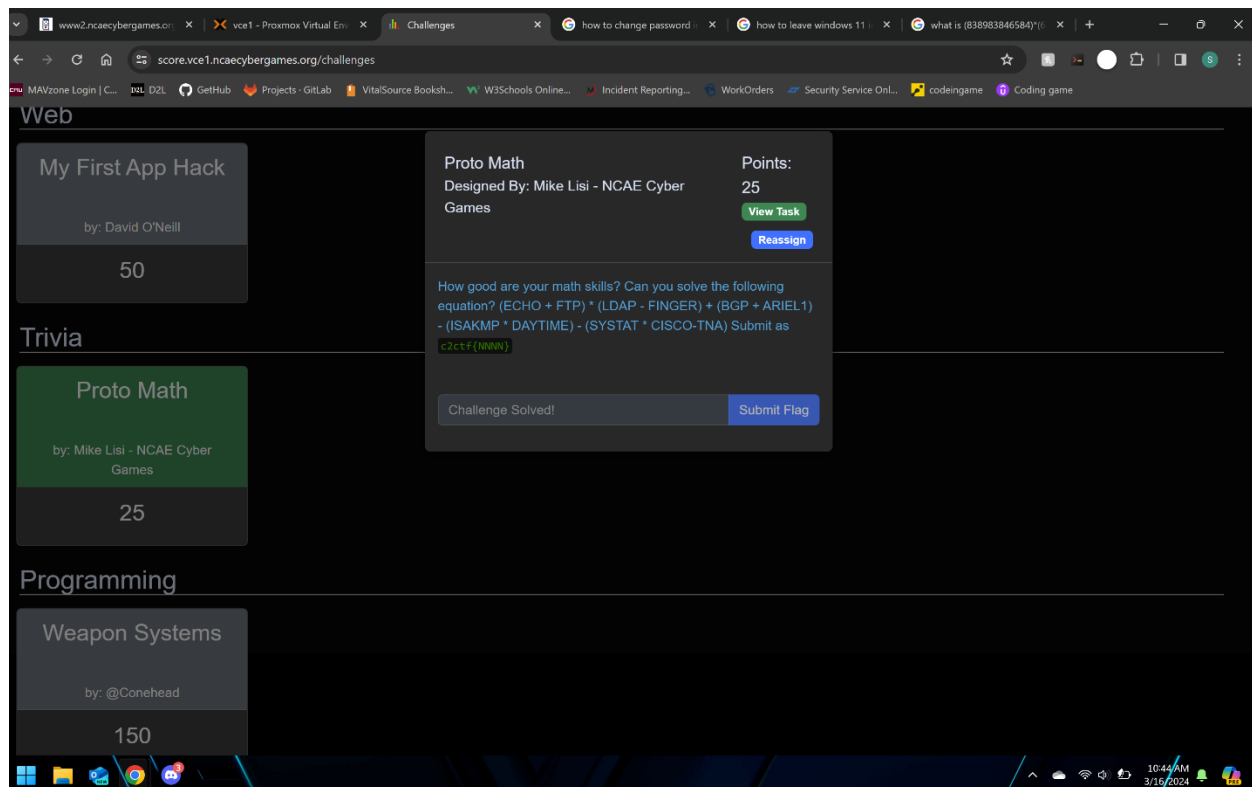 www2.ncaecybergames.or
vce1 - Proxmox Virtual Env
Challenges
how to change password i
how to leave windows 11 i
what is (838983846584)*(6
score.vce1.ncaecybergames.org/challenges
MAVzone Login | C...
D2L
GetHub
Projects · GitLab
VitalSource Booksh...
W3Schools Online...
Incident Reporting...
WorkOrders
Security Service Onl...
codeingame
Coding game
Web
My First App Hack
by: David O'Neill
50
Proto Math
Designed By: Mike Lisi - NCAE Cyber
Games
Points:
25
View Task
Reassign
How good are your math skills? Can you solve the following
equation? (ECHO + FTP) * (LDAP - FINGER) + (BGP + ARIEL1)
- (ISAKMP * DAYTIME) - (SYSTAT * CISCO-TNA) Submit as
c2ctf{NNNN}
Challenge Solved!
Submit Flag
Trivia
Proto Math
by: Mike Lisi - NCAE Cyber
Games
25
Programming
Weapon Systems
by: @Conehead
150
10:44 AM
3/16/2024